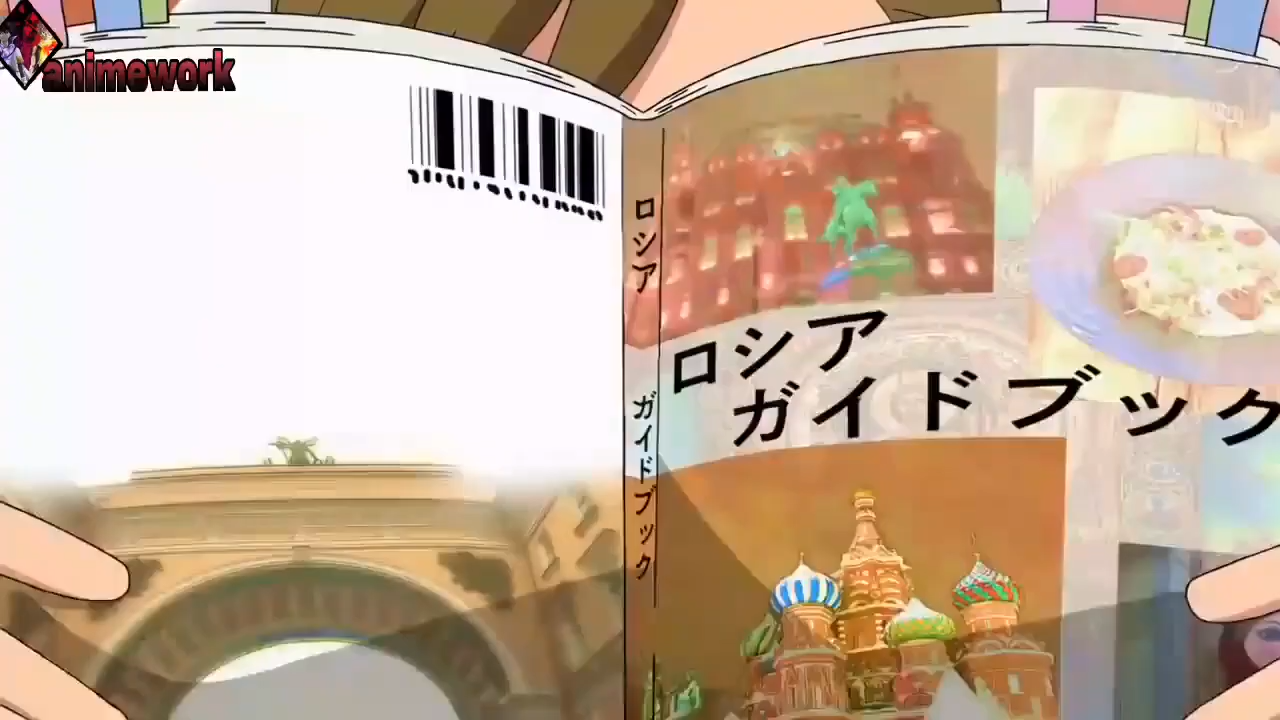 animework
ロシア ガイドブック
ロシア
ガイドブック